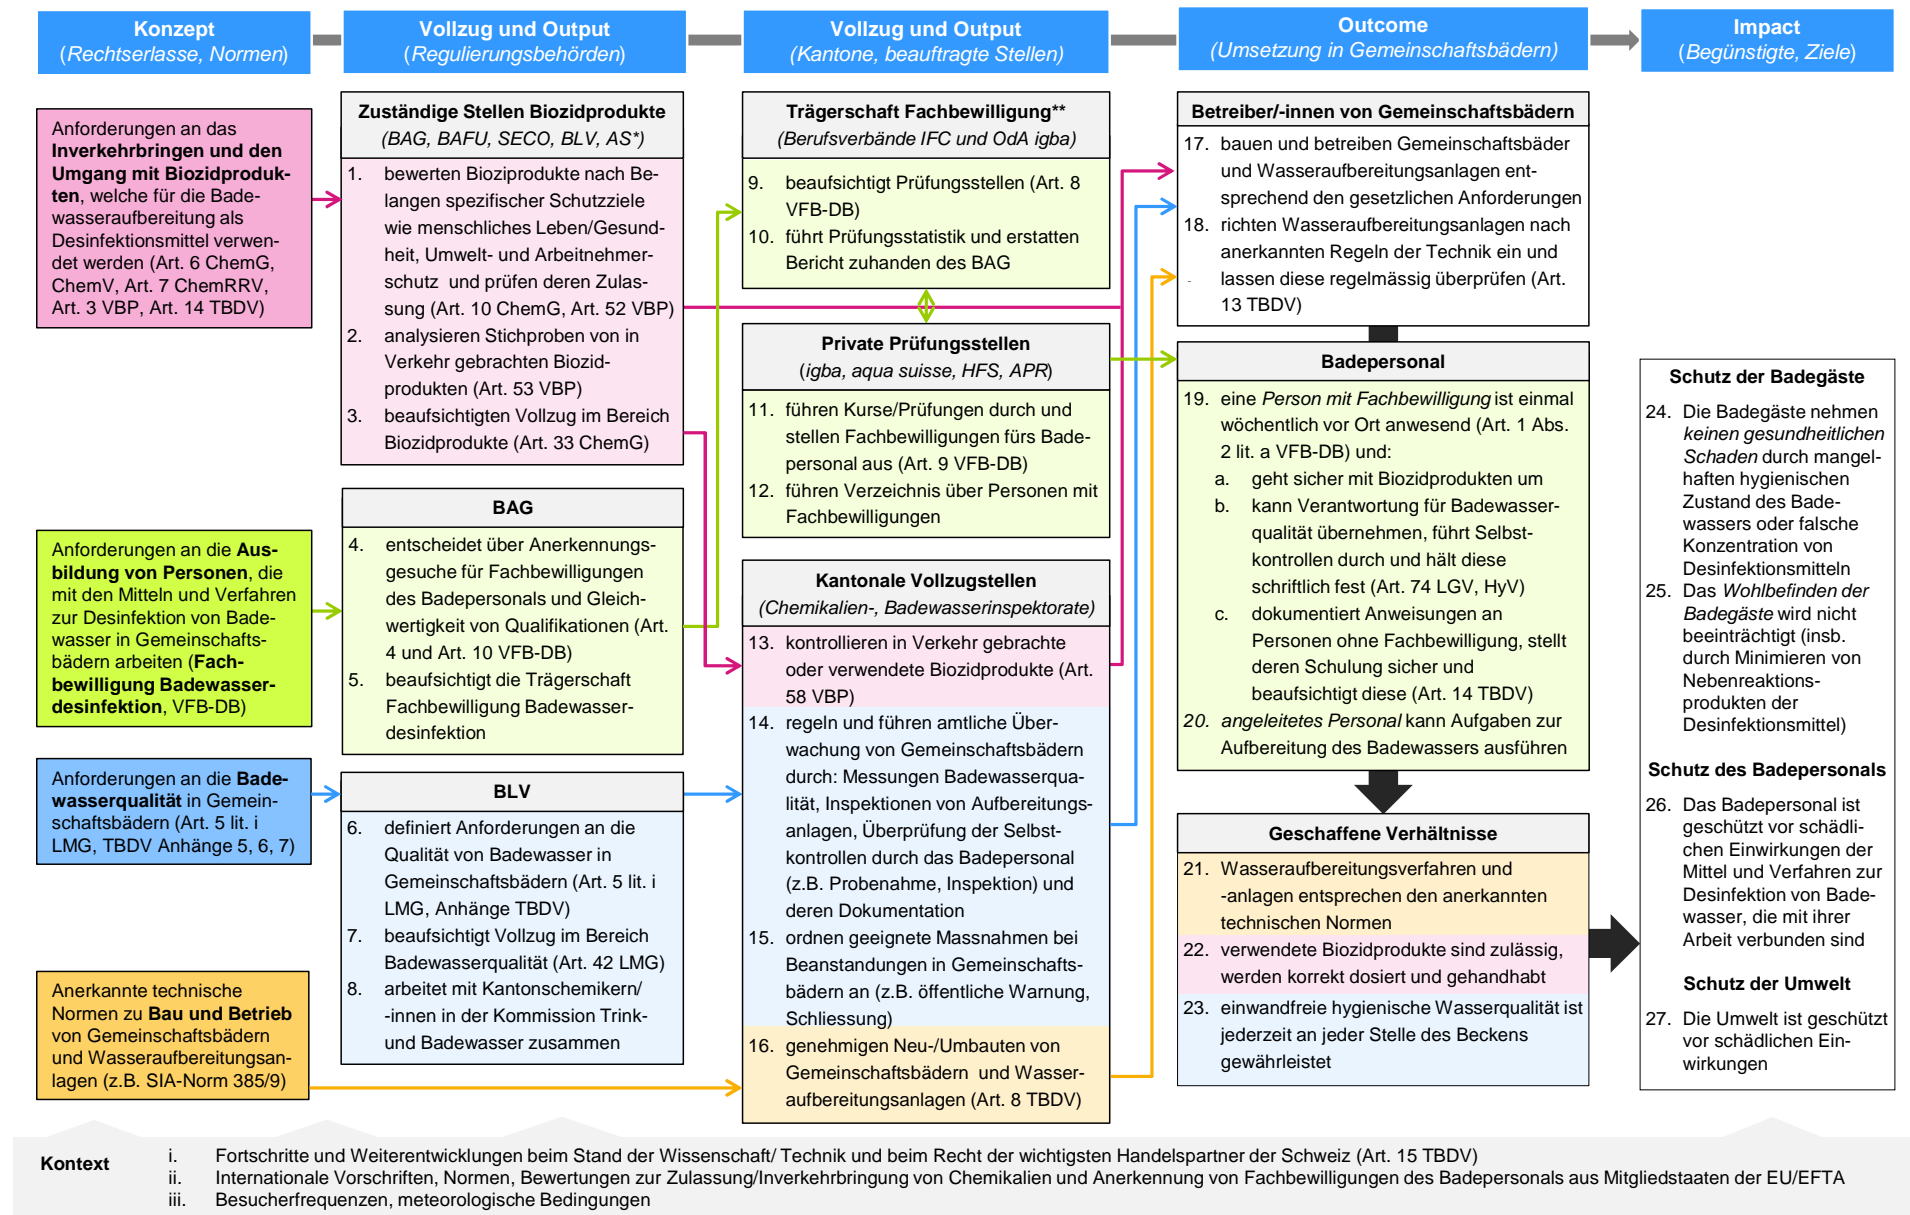 Konzept
(Rechtserlasse, Normen)
Vollzug und Output
(Regulierungsbehörden)
Vollzug und Output
(Kantone, beauftragte Stellen)
Outcome
(Umsetzung in Gemeinschaftsbädern)
Impact
(Begünstigte, Ziele)
Anforderungen an das
Inverkehrbringen und den
Umgang mit Biozidproduk-
ten, welche für die Bade-
wasseraufbereitung als
Desinfektionsmittel verwen-
det werden (Art. 6 ChemG,
ChemV, Art. 7 ChemRRV,
Art. 3 VBP, Art. 14 TBDV)
Anforderungen an die Aus-
bildung von Personen, die
mit den Mitteln und Verfahren
zur Desinfektion von Bade-
wasser in Gemeinschafts-
bädern arbeiten (Fach-
bewilligung Badewasser-
desinfektion, VFB-DB)
Anforderungen an die Bade-
wasserqualität in Gemein-
schaftsbädern (Art. 5 lit. i
LMG, TBDV Anhänge 5, 6, 7)
Anerkannte technische
Normen zu Bau und Betrieb
von Gemeinschaftsbädern
und Wasseraufbereitungsan-
lagen (z.B. SIA-Norm 385/9)
Zuständige Stellen Biozidprodukte
(BAG, BAFU, SECO, BLV, AS*)
1. bewerten Bioziprodukte nach Be-
langen spezifischer Schutzziele
wie menschliches Leben/Gesund-
heit, Umwelt- und Arbeitnehmer-
schutz und prüfen deren Zulas-
sung (Art. 10 ChemG, Art. 52 VBP)
2. analysieren Stichproben von in
Verkehr gebrachten Biozid-
produkten (Art. 53 VBP)
3. beaufsichtigten Vollzug im Bereich
Biozidprodukte (Art. 33 ChemG)
BAG
4. entscheidet über Anerkennungs-
gesuche für Fachbewilligungen
des Badepersonals und Gleich-
wertigkeit von Qualifikationen (Art.
4 und Art. 10 VFB-DB)
5. beaufsichtigt die Trägerschaft
Fachbewilligung Badewasser-
desinfektion
BLV
6. definiert Anforderungen an die
Qualität von Badewasser in
Gemeinschaftsbädern (Art. 5 lit. i
LMG, Anhänge TBDV)
7. beaufsichtigt Vollzug im Bereich
Badewasserqualität (Art. 42 LMG)
8. arbeitet mit Kantonschemikern/
-innen in der Kommission Trink-
und Badewasser zusammen
Trägerschaft Fachbewilligung**
(Berufsverbände IFC und OdA igba)
9. beaufsichtigt Prüfungsstellen (Art. 8
VFB-DB)
10. führt Prüfungsstatistik und erstatten
Bericht zuhanden des BAG
Private Prüfungsstellen
(igba, aqua suisse, HFS, APR)
11. führen Kurse/Prüfungen durch und
stellen Fachbewilligungen fürs Bade-
personal aus (Art. 9 VFB-DB)
12. führen Verzeichnis über Personen mit
Fachbewilligungen
Kantonale Vollzugstellen
(Chemikalien-, Badewasserinspektorate)
13. kontrollieren in Verkehr gebrachte
oder verwendete Biozidprodukte (Art.
58 VBP)
14. regeln und führen amtliche Über-
wachung von Gemeinschaftsbädern
durch: Messungen Badewasserqua-
lität, Inspektionen von Aufbereitungs-
anlagen, Überprüfung der Selbst-
kontrollen durch das Badepersonal
(z.B. Probenahme, Inspektion) und
deren Dokumentation
15. ordnen geeignete Massnahmen bei
Beanstandungen in Gemeinschafts-
bädern an (z.B. öffentliche Warnung,
Schliessung)
16. genehmigen Neu-/Umbauten von
Gemeinschaftsbädern und Wasser-
aufbereitungsanlagen (Art. 8 TBDV)
Betreiber/-innen von Gemeinschaftsbädern
17. bauen und betreiben Gemeinschaftsbäder
und Wasseraufbereitungsanlagen ent-
sprechend den gesetzlichen Anforderungen
18. richten Wasseraufbereitungsanlagen nach
anerkannten Regeln der Technik ein und
- lassen diese regelmässig überprüfen (Art.
13 TBDV)
Badepersonal
19. eine Person mit Fachbewilligung ist einmal
wöchentlich vor Ort anwesend (Art. 1 Abs.
2 lit. a VFB-DB) und:
a. geht sicher mit Biozidprodukten um
b. kann Verantwortung für Badewasser-
qualität übernehmen, führt Selbst-
kontrollen durch und hält diese
schriftlich fest (Art. 74 LGV, HyV)
c. dokumentiert Anweisungen an
Personen ohne Fachbewilligung, stellt
deren Schulung sicher und
beaufsichtigt diese (Art. 14 TBDV)
20. angeleitetes Personal kann Aufgaben zur
Aufbereitung des Badewassers ausführen
Geschaffene Verhältnisse
21. Wasseraufbereitungsverfahren und
-anlagen entsprechen den anerkannten
technischen Normen
22. verwendete Biozidprodukte sind zulässig,
werden korrekt dosiert und gehandhabt
23. einwandfreie hygienische Wasserqualität ist
jederzeit an jeder Stelle des Beckens
gewährleistet
Schutz der Badegäste
24. Die Badegäste nehmen
keinen gesundheitlichen
Schaden durch mangel-
haften hygienischen
Zustand des Bade-
wassers oder falsche
Konzentration von
Desinfektionsmitteln
25. Das Wohlbefinden der
Badegäste wird nicht
beeinträchtigt (insb.
durch Minimieren von
Nebenreaktions-
produkten der
Desinfektionsmittel)
Schutz des Badepersonals
26. Das Badepersonal ist
geschützt vor schädli-
chen Einwirkungen der
Mittel und Verfahren zur
Desinfektion von Bade-
wasser, die mit ihrer
Arbeit verbunden sind
Schutz der Umwelt
27. Die Umwelt ist geschützt
vor schädlichen Ein-
wirkungen
Kontext
i. Fortschritte und Weiterentwicklungen beim Stand der Wissenschaft/ Technik und beim Recht der wichtigsten Handelspartner der Schweiz (Art. 15 TBDV)
ii. Internationale Vorschriften, Normen, Bewertungen zur Zulassung/Inverkehrbringung von Chemikalien und Anerkennung von Fachbewilligungen des Badepersonals aus Mitgliedstaaten der EU/EFTA
iii. Besucherfrequenzen, meteorologische Bedingungen